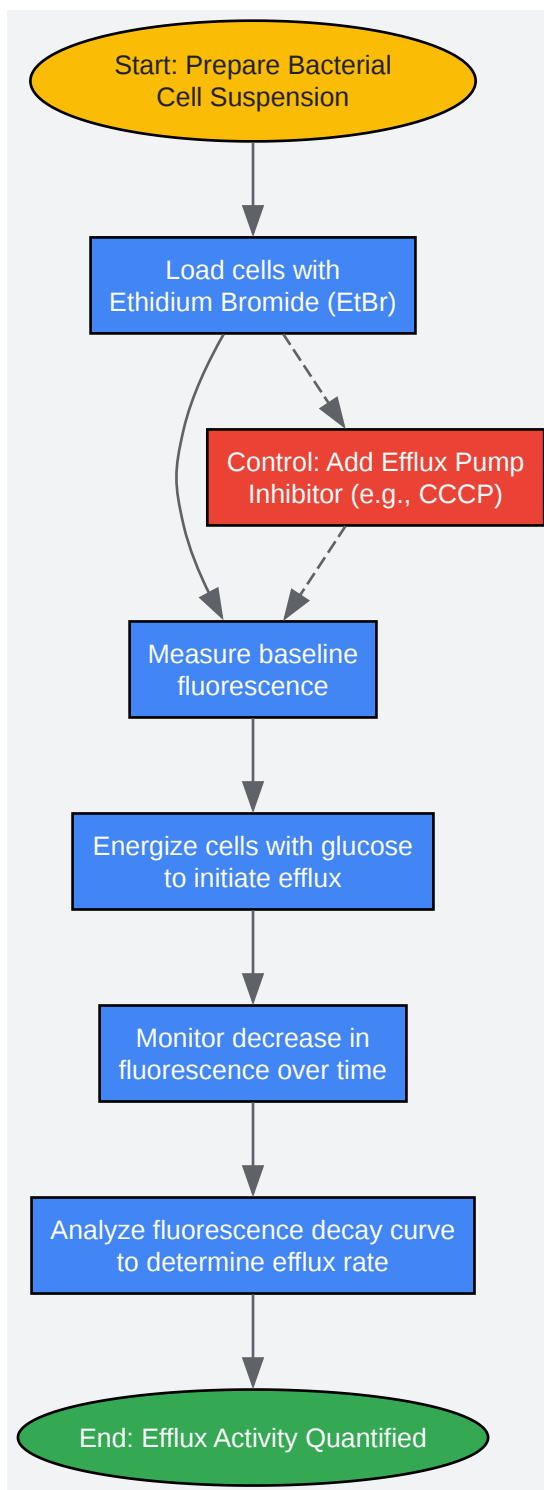 Start: Prepare Bacterial
Cell Suspension
Load cells with
Ethidium Bromide (EtBr)
Control: Add Efflux Pump
Inhibitor (e.g., CCCP)
Measure baseline
fluorescence
Energize cells with glucose
to initiate efflux
Monitor decrease in
fluorescence over time
Analyze fluorescence decay curve
to determine efflux rate
End: Efflux Activity Quantified